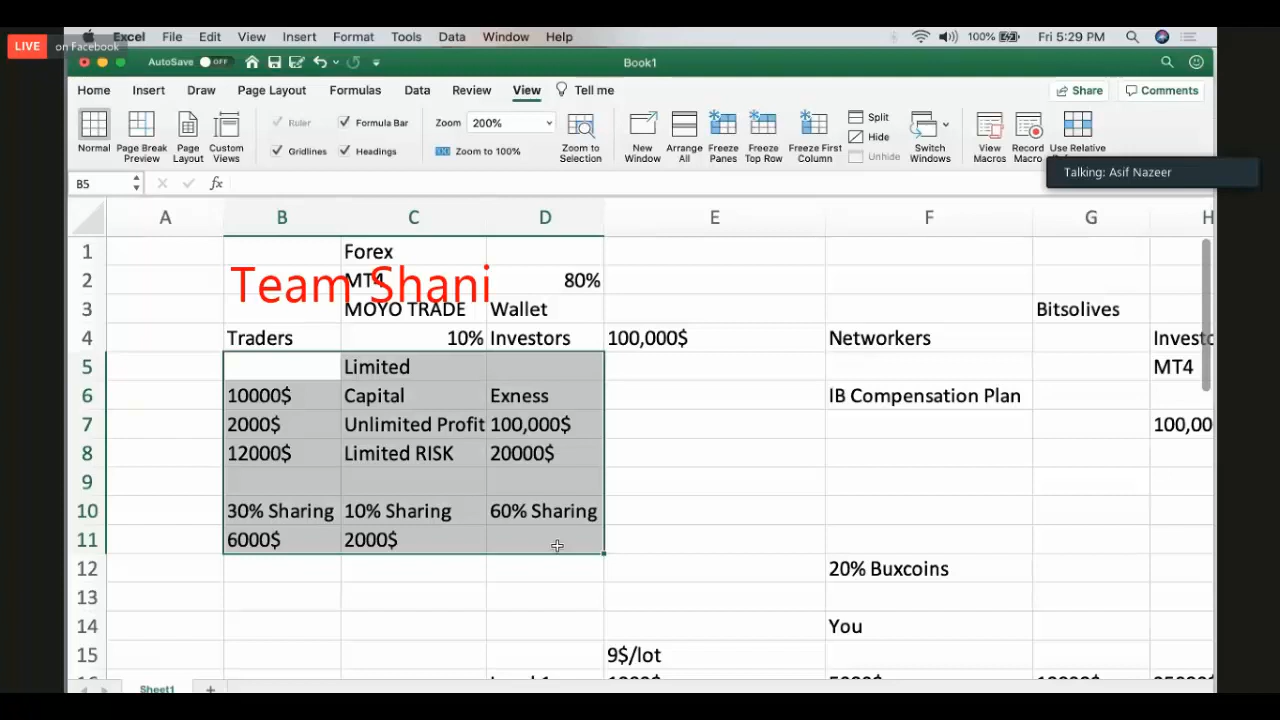 LIVE on Facebook
Excel File Edit View Insert Format Tools Data Window Help 100% Fri 5:29 PM
AutoSave OFF Book1
Home Insert Draw Page Layout Formulas Data Review View Tell me Share Comments
Normal Page Break Preview Page Layout Custom Views Ruler Formula Bar Gridlines Headings Zoom 200% Zoom to 100% Zoom to Selection New Window Arrange All Freeze Panes Freeze Top Row Freeze First Column Split Hide Unhide Switch Windows View Macros Record Macro Use Relative
Talking: Asif Nazeer
B5 fx
A B C D E F G H
1 Forex
2 MT4 80%
Team Shani
3 MOYO TRADE Wallet Bitsolives
4 Traders 10% Investors 100,000$ Networkers
5 Limited MT4
6 10000$ Capital Exness IB Compensation Plan
7 2000$ Unlimited Profit 100,000$ 100,00
8 12000$ Limited RISK 20000$
9
10 30% Sharing 10% Sharing 60% Sharing
11 6000$ 2000$
12 20% Buxcoins
13
14 You
15 9$/lot
Sheet1 +